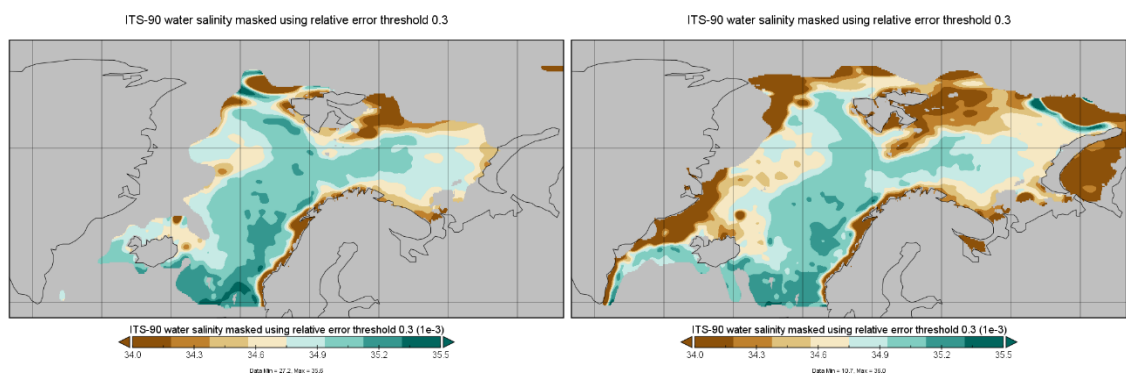 ITS-90 water salinity masked using relative error threshold 0.3
ITS-90 water salinity masked using relative error threshold 0.3 (1e-3)
34.0 34.3 34.6 34.9 35.2 35.5
Data Min = 27.2, Max = 35.6
ITS-90 water salinity masked using relative error threshold 0.3
ITS-90 water salinity masked using relative error threshold 0.3 (1e-3)
34.0 34.3 34.6 34.9 35.2 35.5
Data Min = 10.7, Max = 36.0